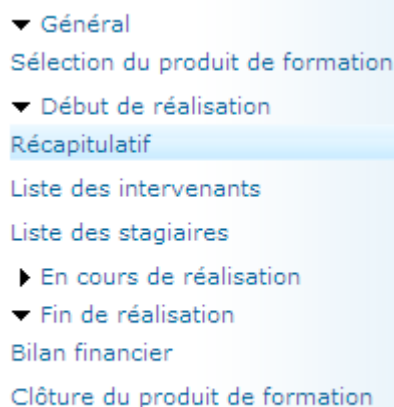 Général
Sélection du produit de formation
Début de réalisation
Récapitulatif
Liste des intervenants
Liste des stagiaires
En cours de réalisation
Fin de réalisation
Bilan financier
Clôture du produit de formation